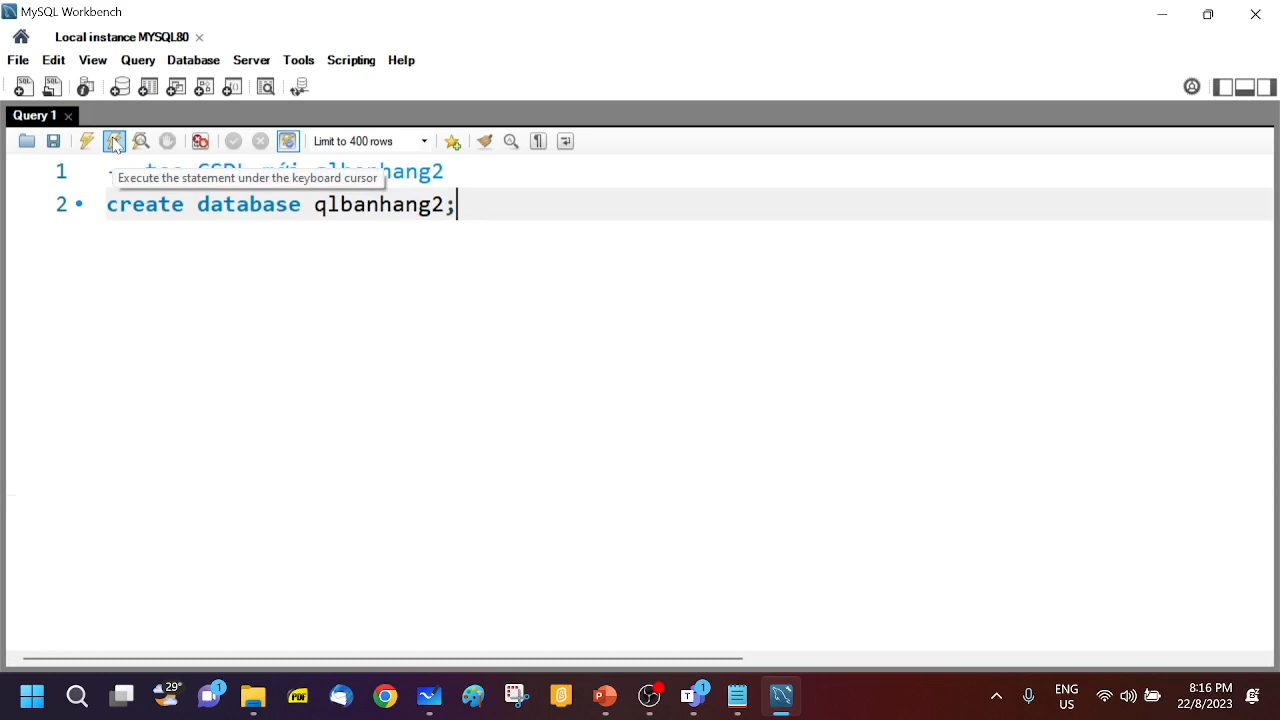 MySQL Workbench
Local instance MYSQL80
File Edit View Query Database Server Tools Scripting Help
Query 1
Limit to 400 rows
1 hang2
Execute the statement under the keyboard cursor
2 create database qlbanhang2;
29°
1
1
ENG
US
8:16 PM
22/8/2023